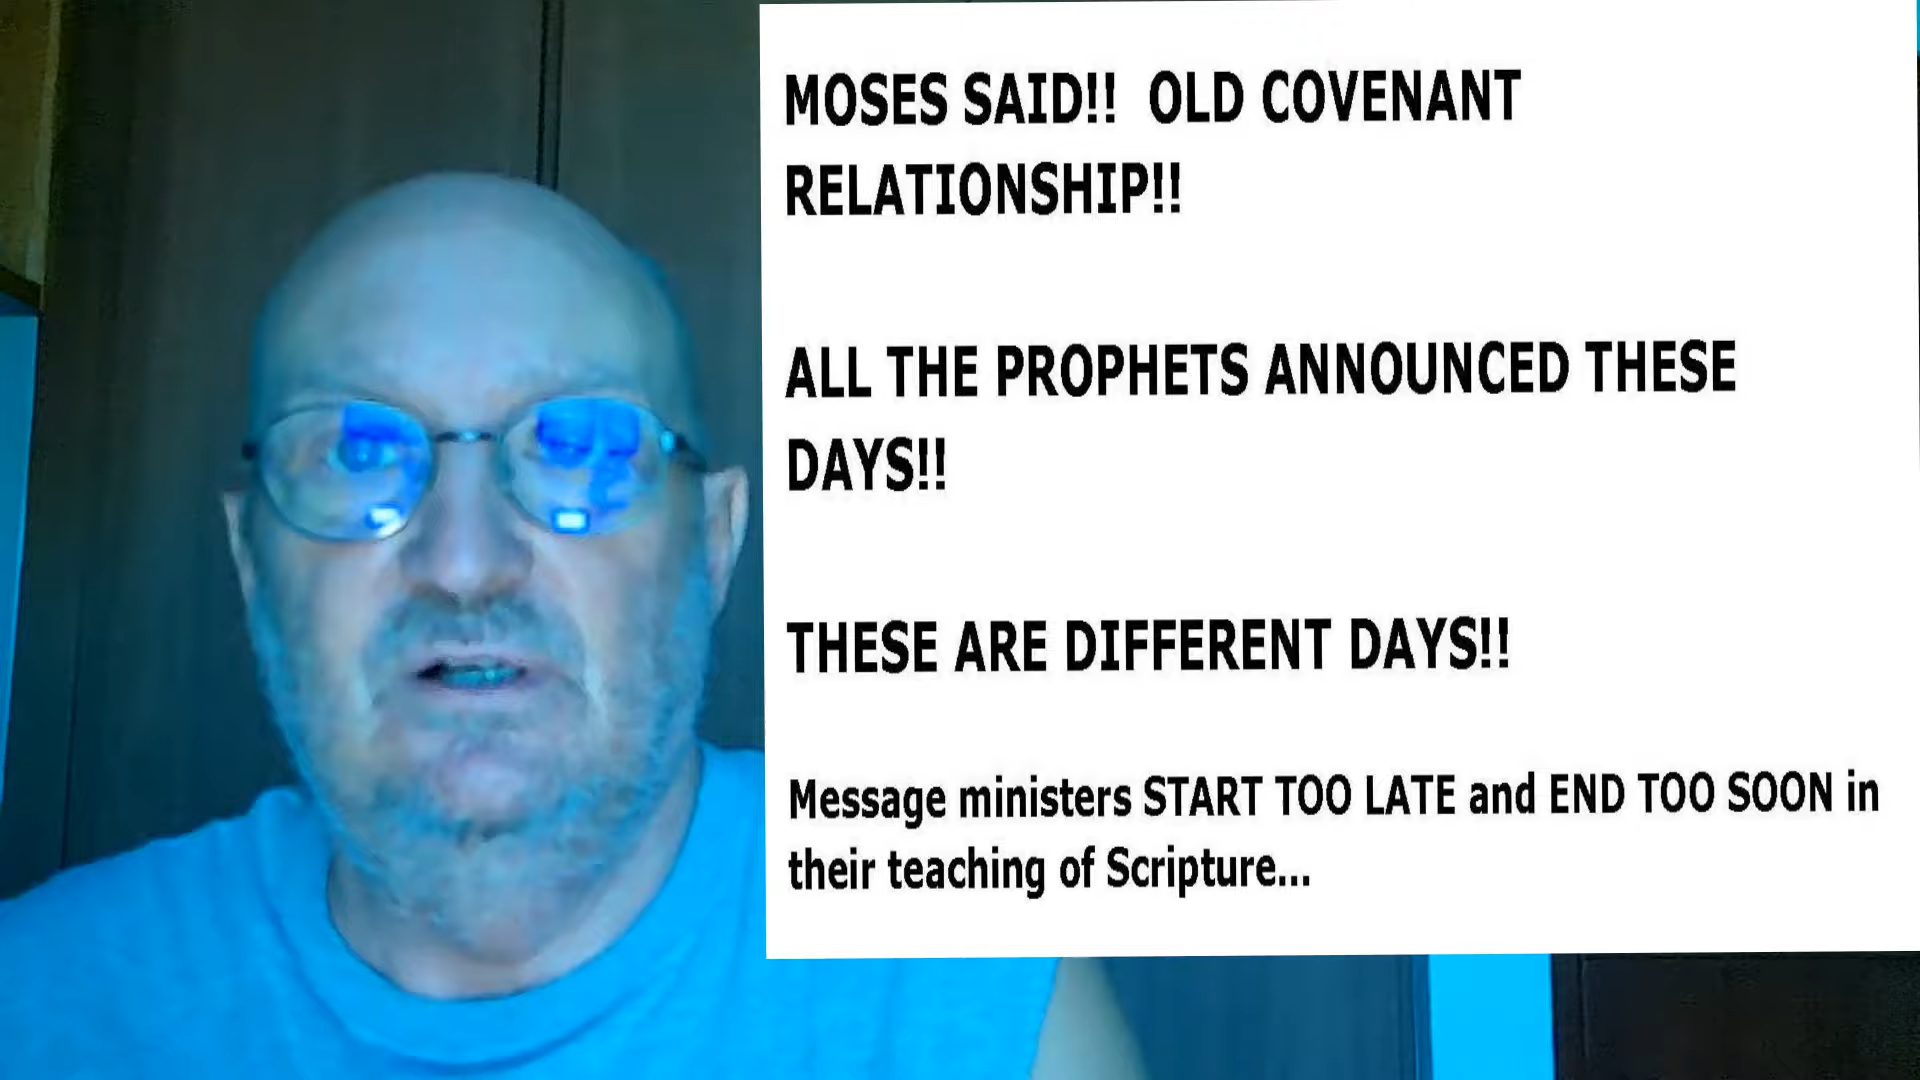 MOSES SAID!! OLD COVENANT
RELATIONSHIP!!
ALL THE PROPHETS ANNOUNCED THESE
DAYS!!
THESE ARE DIFFERENT DAYS!!
Message ministers START TOO LATE and END TOO SOON in
their teaching of Scripture...